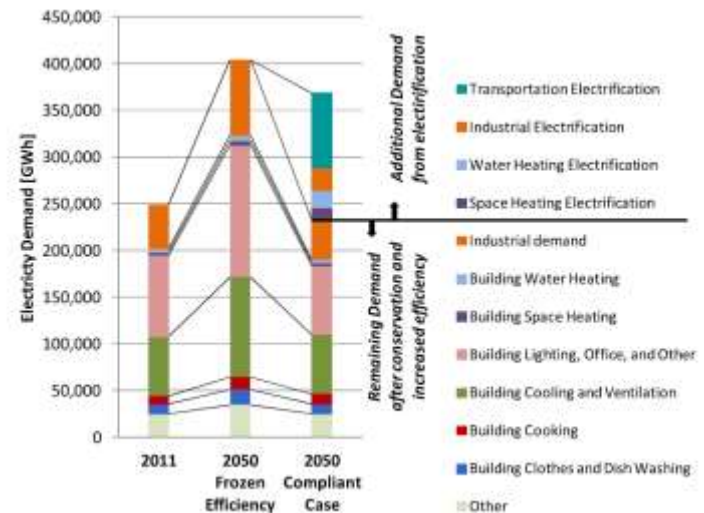 450,000
400,000
350,000
300,000
250,000
200,000
150,000
100,000
50,000
0
Electricty Demand [GWh]
2011
2050
Frozen
Efficiency
2050
Compliant
Case
Additional Demand
from electirification
Remaining Demand
after conservation and
increased efficiency
Transportation Electrification
Industrial Electrification
Water Heating Electrification
Space Heating Electrification
Industrial demand
Building Water Heating
Building Space Heating
Building Lighting, Office, and Other
Building Cooling and Ventilation
Building Cooking
Building Clothes and Dish Washing
Other